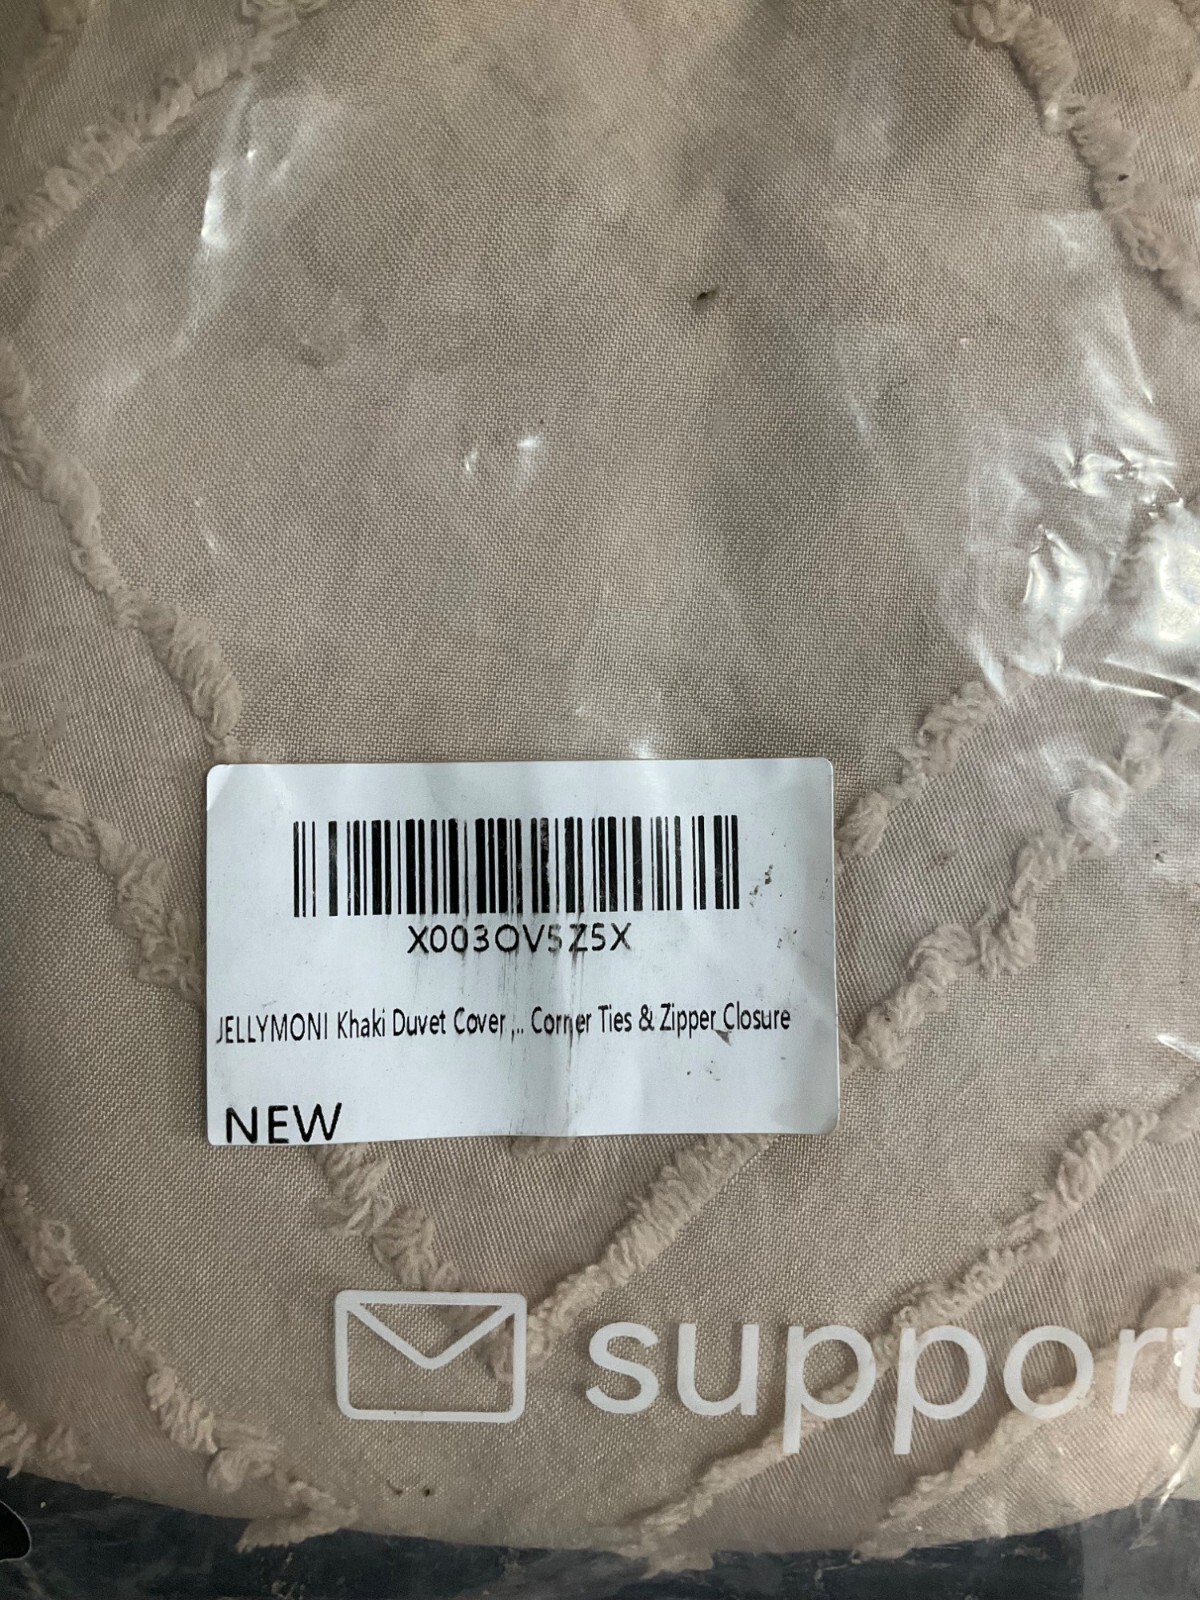 X003OV5Z5X
JELLYMONI Khaki Duvet Cover ,.. Corner Ties & Zipper Closure
NEW
support